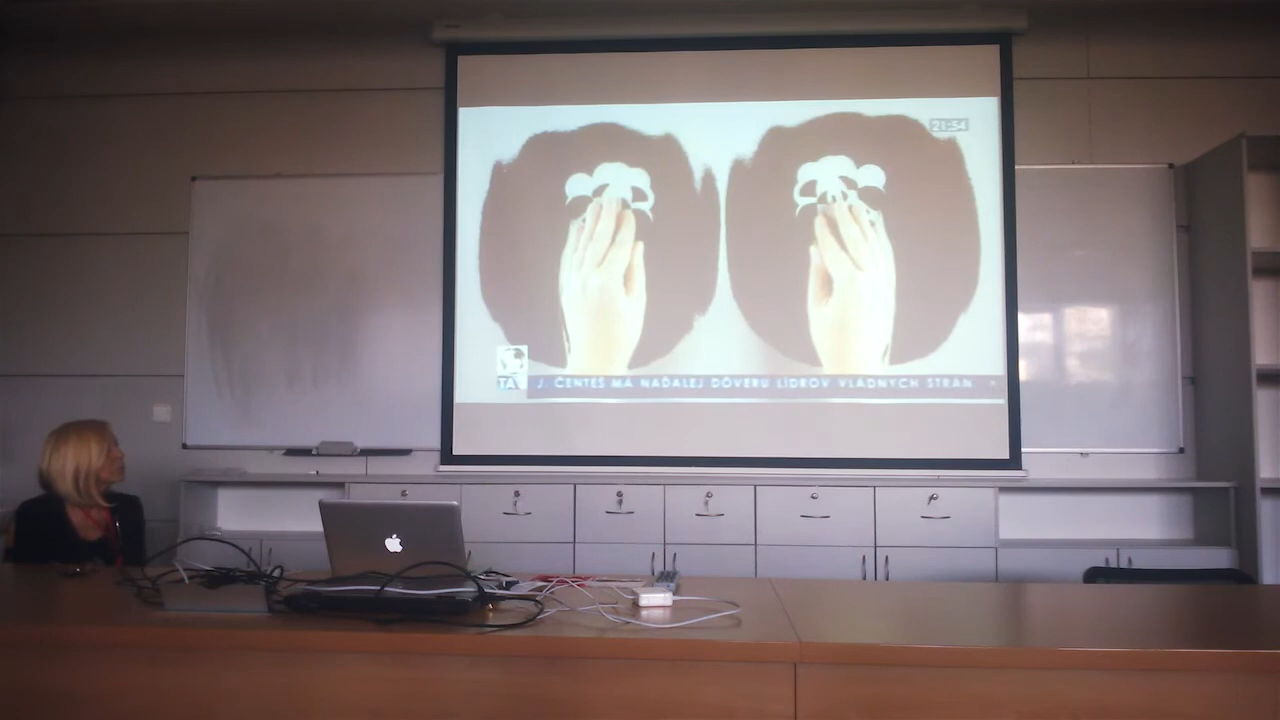 21:54
TA
J. ČENTÉŠ MÁ NAĎALEJ DÔVERU LÍDROV VLÁDNYCH STRÁN